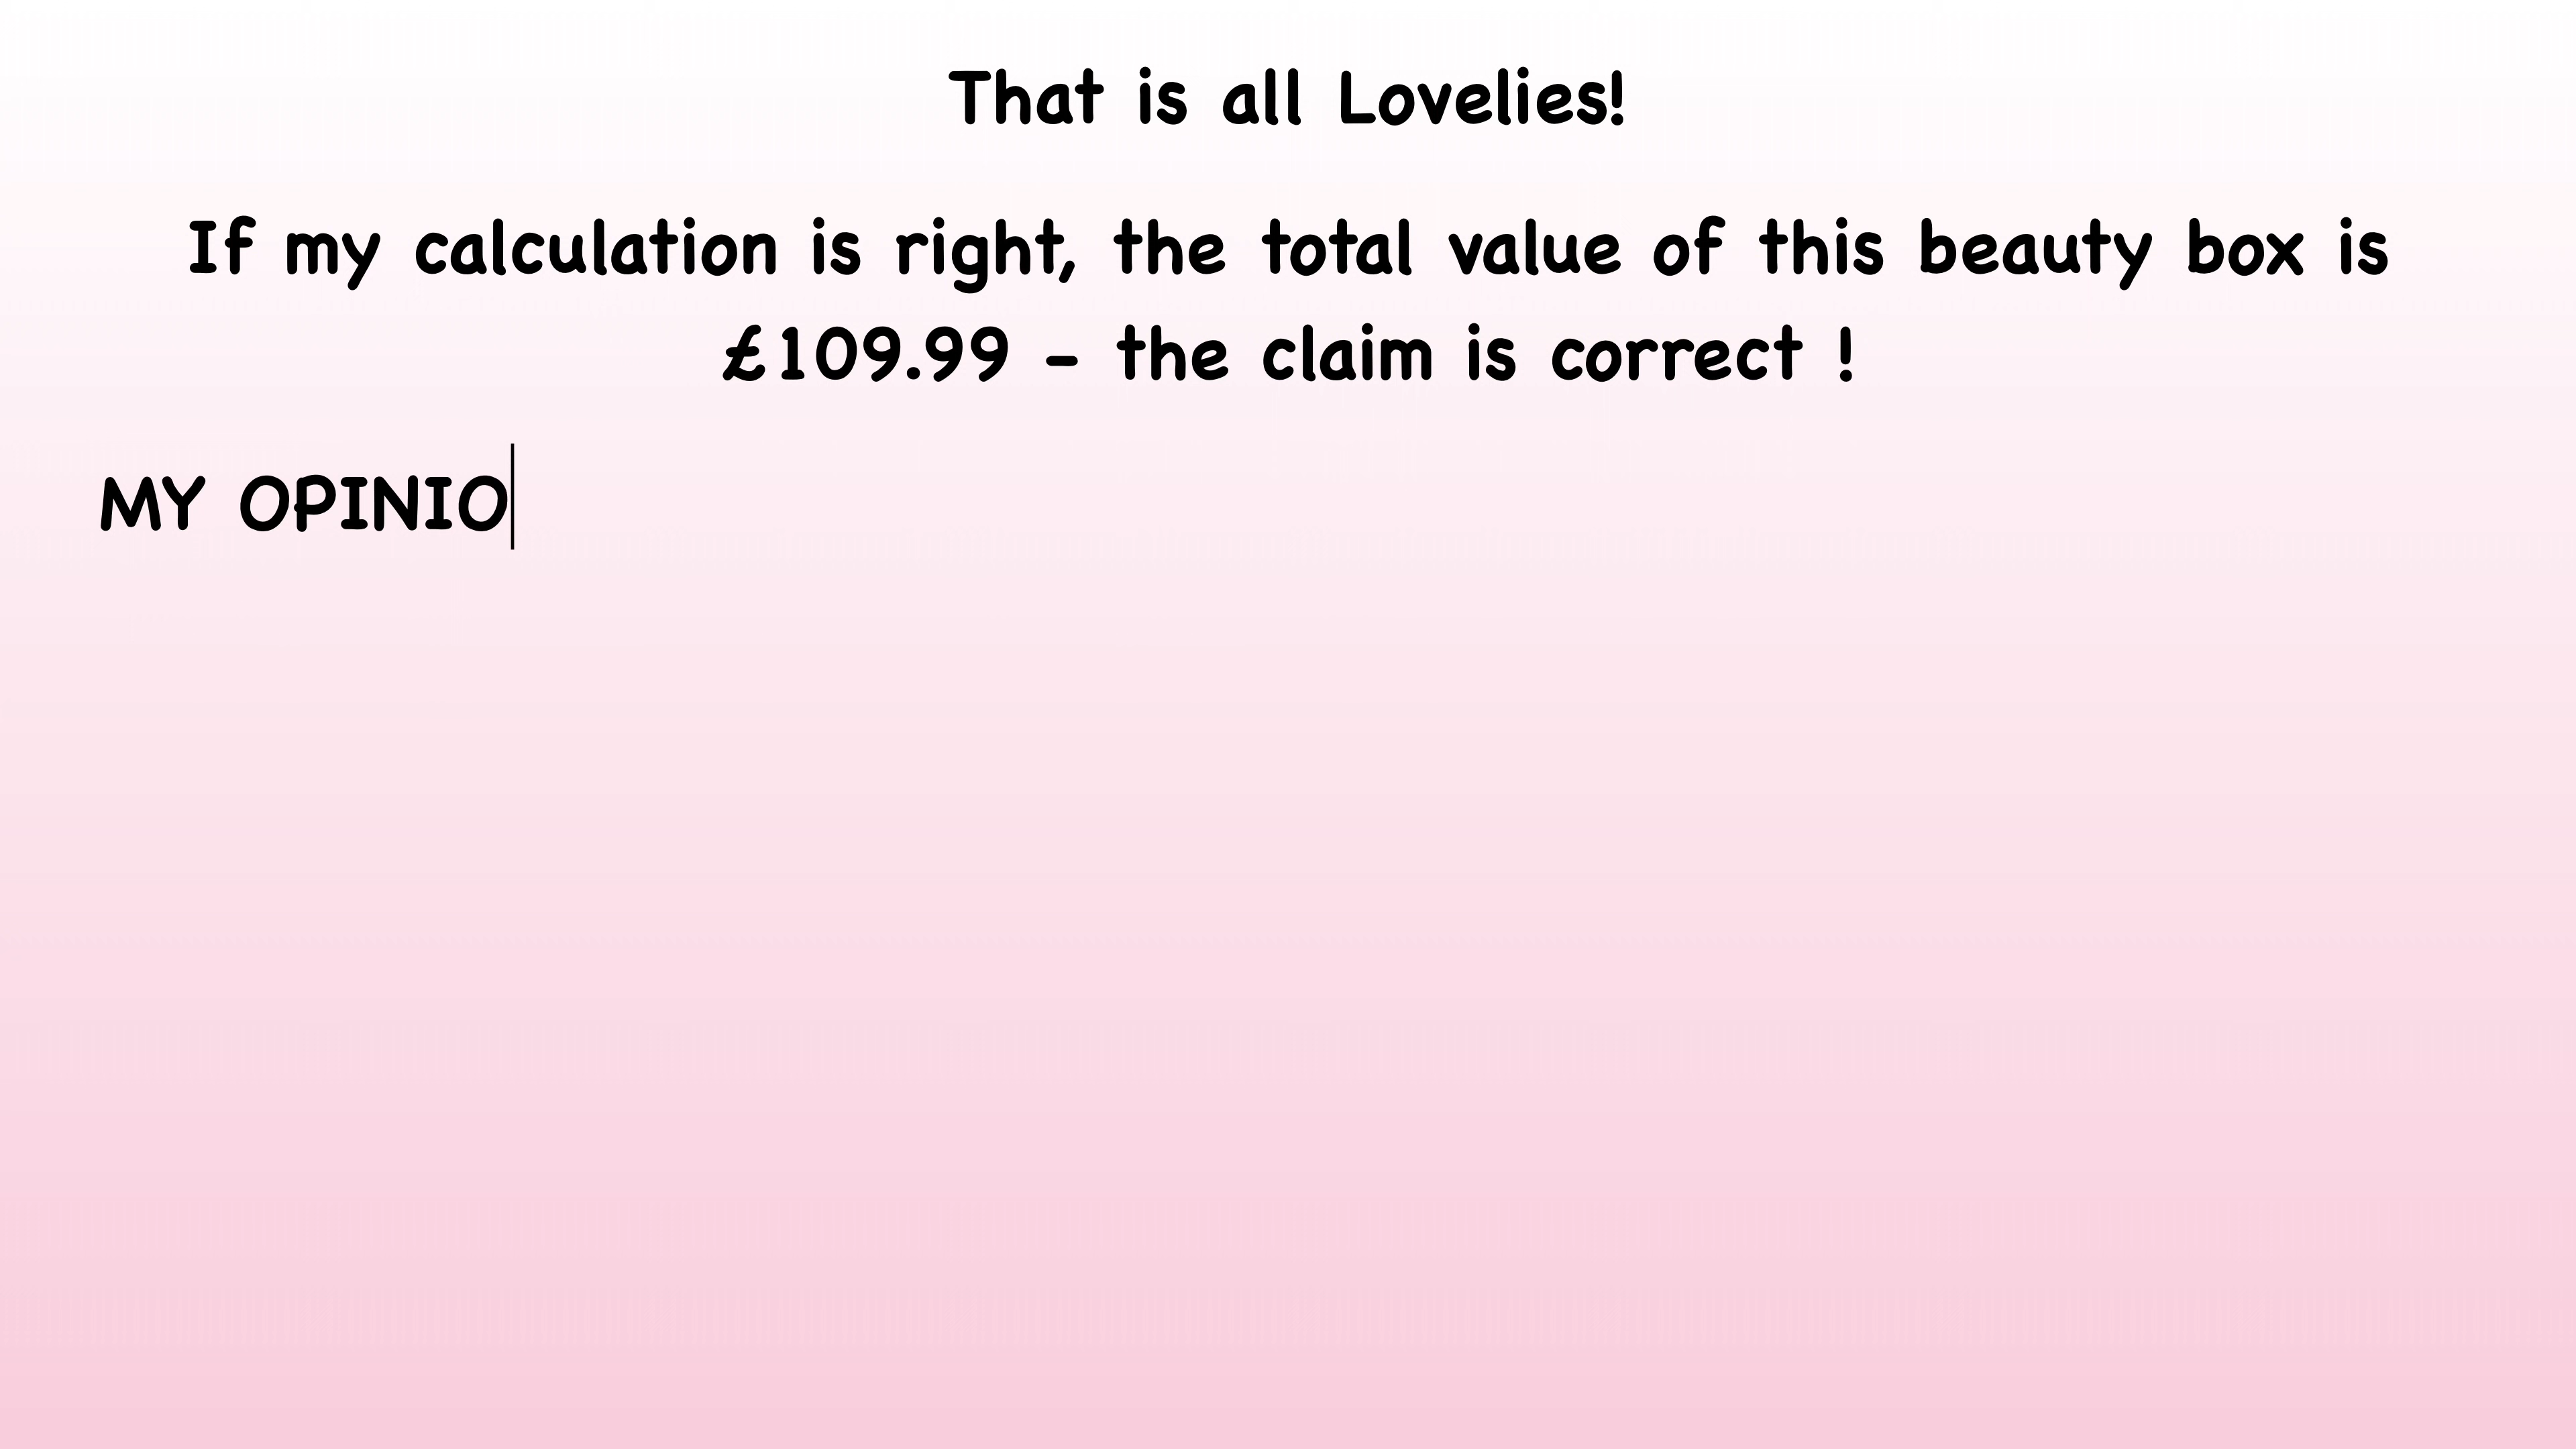 That is all Lovelies!
If my calculation is right, the total value of this beauty box is
£109.99 - the claim is correct !
MY OPINIO